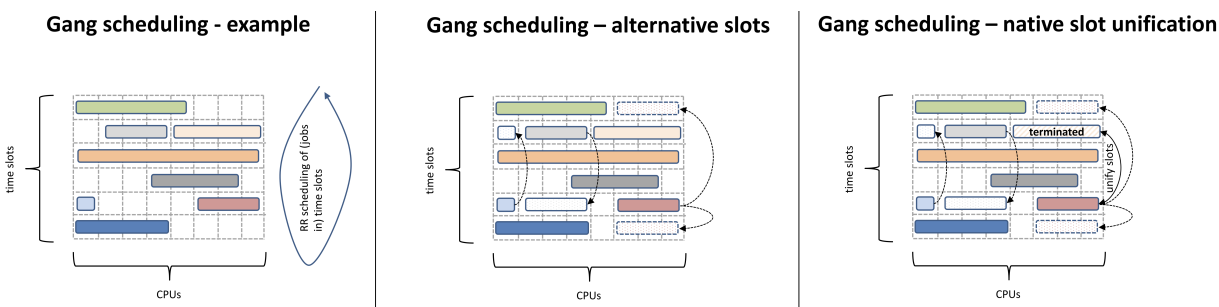 Gang scheduling - example
time slots
RR scheduling of (jobs
in) time slots
CPUs
Gang scheduling – alternative slots
time slots
CPUs
Gang scheduling – native slot unification
time slots
terminated
unify slots
CPUs